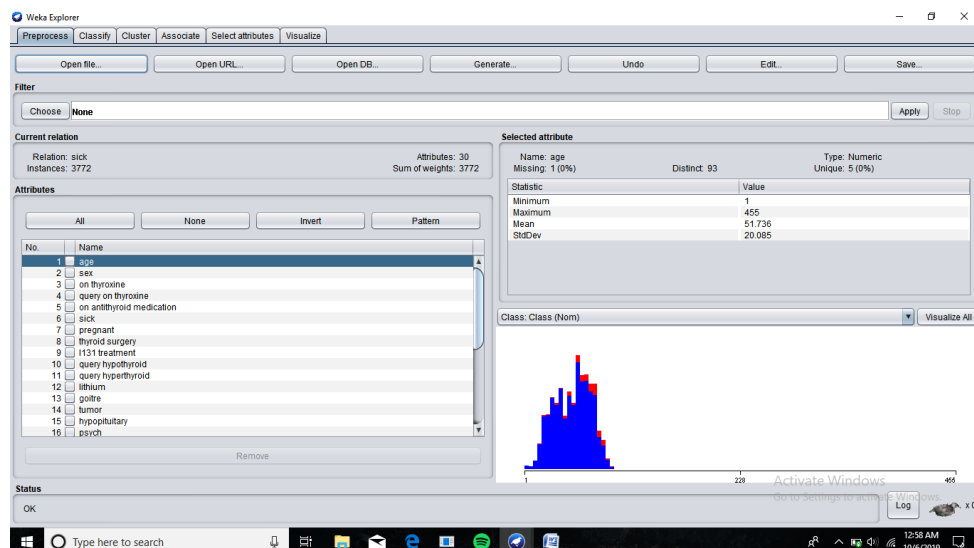 Weka Explorer
Preprocess Classify Cluster Associate Select attributes Visualize
Open file... Open URL... Open DB... Generate... Undo Edit... Save...
Filter
Choose None Apply Stop
Current relation
Relation: sick Attributes: 30
Instances: 3772 Sum of weights: 3772
Attributes
All None Invert Pattern
No. Name
1 age
2 sex
3 on thyroxine
4 query on thyroxine
5 on antithyroid medication
6 sick
7 pregnant
8 thyroid surgery
9 I131 treatment
10 query hypothyroid
11 query hyperthyroid
12 lithium
13 goitre
14 tumor
15 hypopituitary
16 psych
Remove
Selected attribute
Name: age Type: Numeric
Missing: 1 (0%) Distinct: 93 Unique: 5 (0%)
Statistic Value
Minimum 1
Maximum 455
Mean 51.736
StdDev 20.085
Class: Class (Nom) Visualize All
1 228 455
Activate Windows
Go to Settings to activate Windows.
Status
OK Log x 0
Type here to search 12:58 AM
10/6/2019